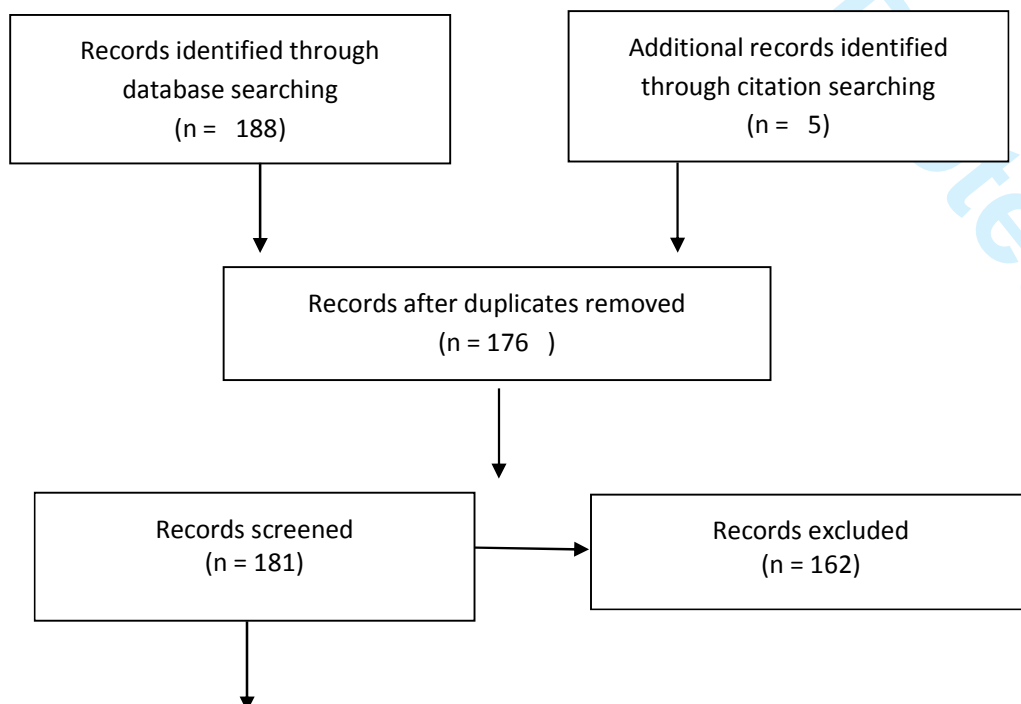 Records identified through
database searching
(n = 188)
Additional records identified
through citation searching
(n = 5)
Records after duplicates removed
(n = 176 )
Records screened
(n = 181)
Records excluded
(n = 162)